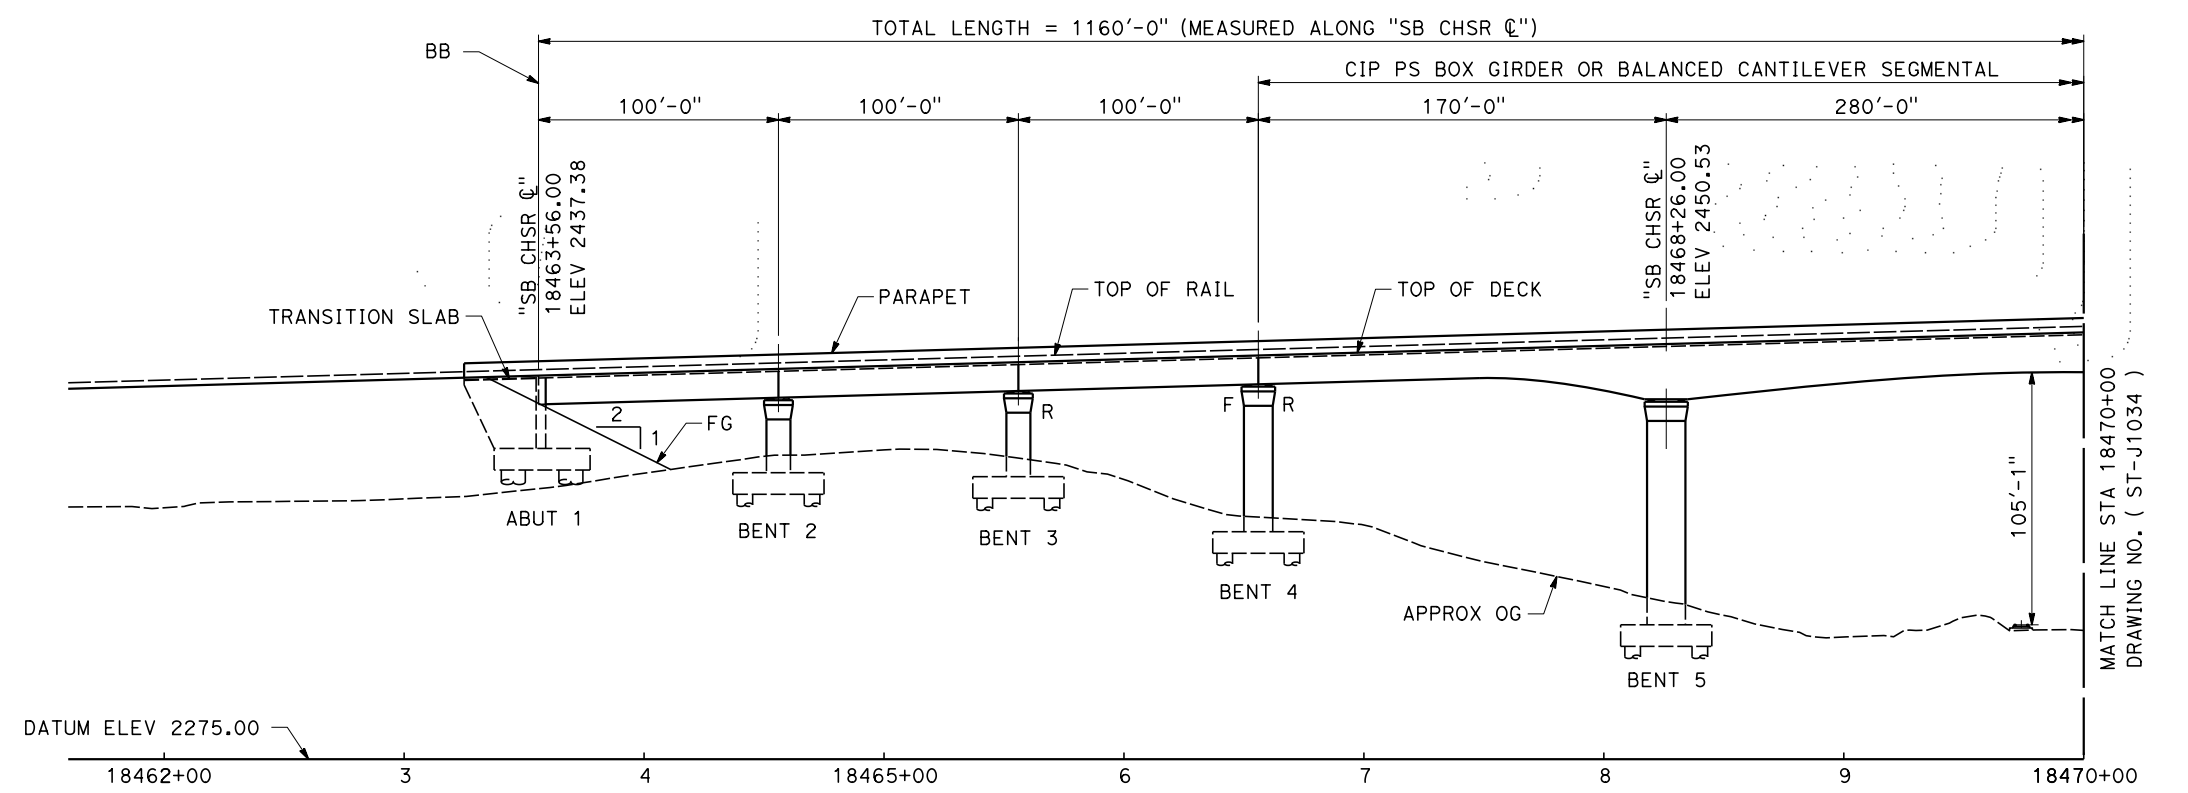 TOTAL LENGTH = 1160'-0" (MEASURED ALONG "SB CHSR ℄")
BB
CIP PS BOX GIRDER OR BALANCED CANTILEVER SEGMENTAL
100'-0"
100'-0"
100'-0"
170'-0"
280'-0"
"SB CHSR ℄"
18463+56.00
ELEV 2437.38
"SB CHSR ℄"
18468+26.00
ELEV 2450.53
TRANSITION SLAB
PARAPET
TOP OF RAIL
TOP OF DECK
2
1
FG
R
F
R
ABUT 1
BENT 2
BENT 3
BENT 4
BENT 5
APPROX OG
105'-1"
MATCH LINE STA 18470+00
DRAWING NO. ( ST-J1034 )
DATUM ELEV 2275.00
18462+00
3
4
18465+00
6
7
8
9
18470+00